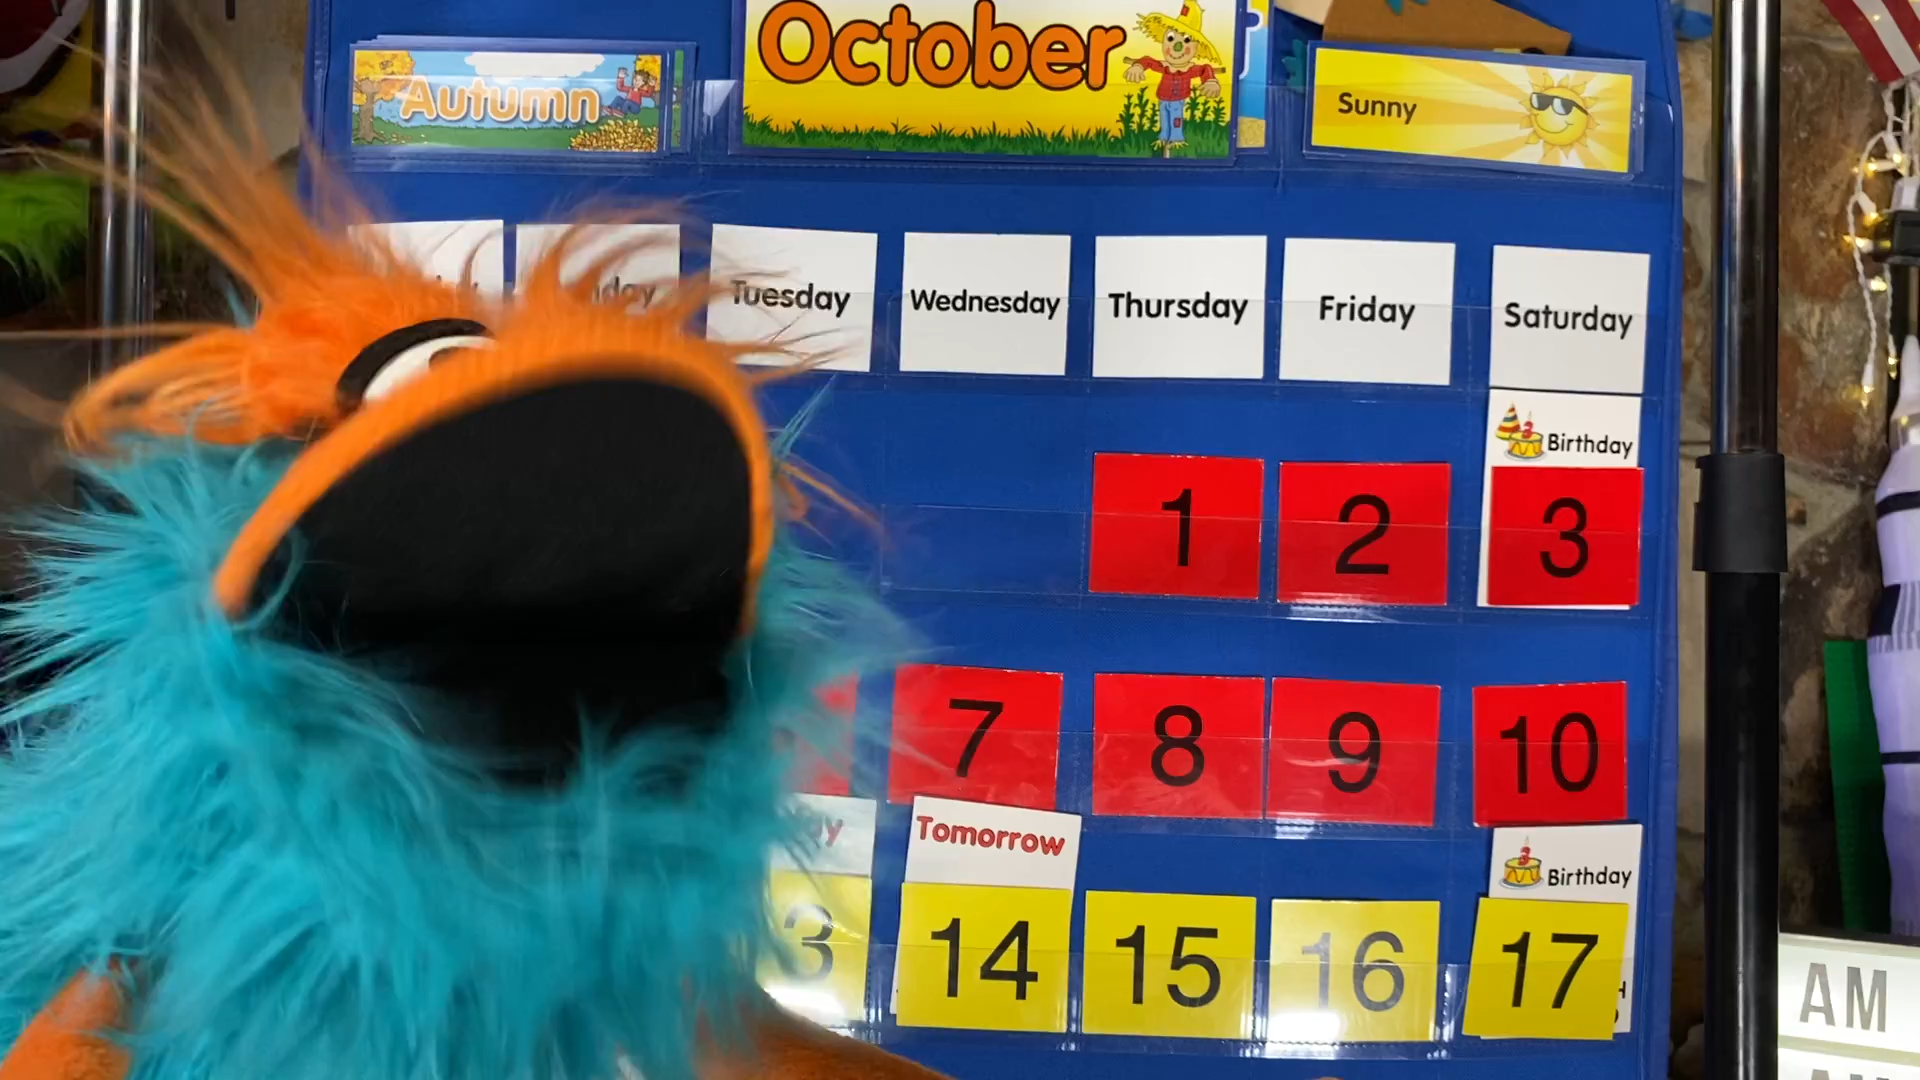 Autumn
October
Sunny
Tuesday Wednesday Thursday Friday Saturday
Birthday
1 2 3
7 8 9 10
Tomorrow
Birthday
14 15 16 17
AM